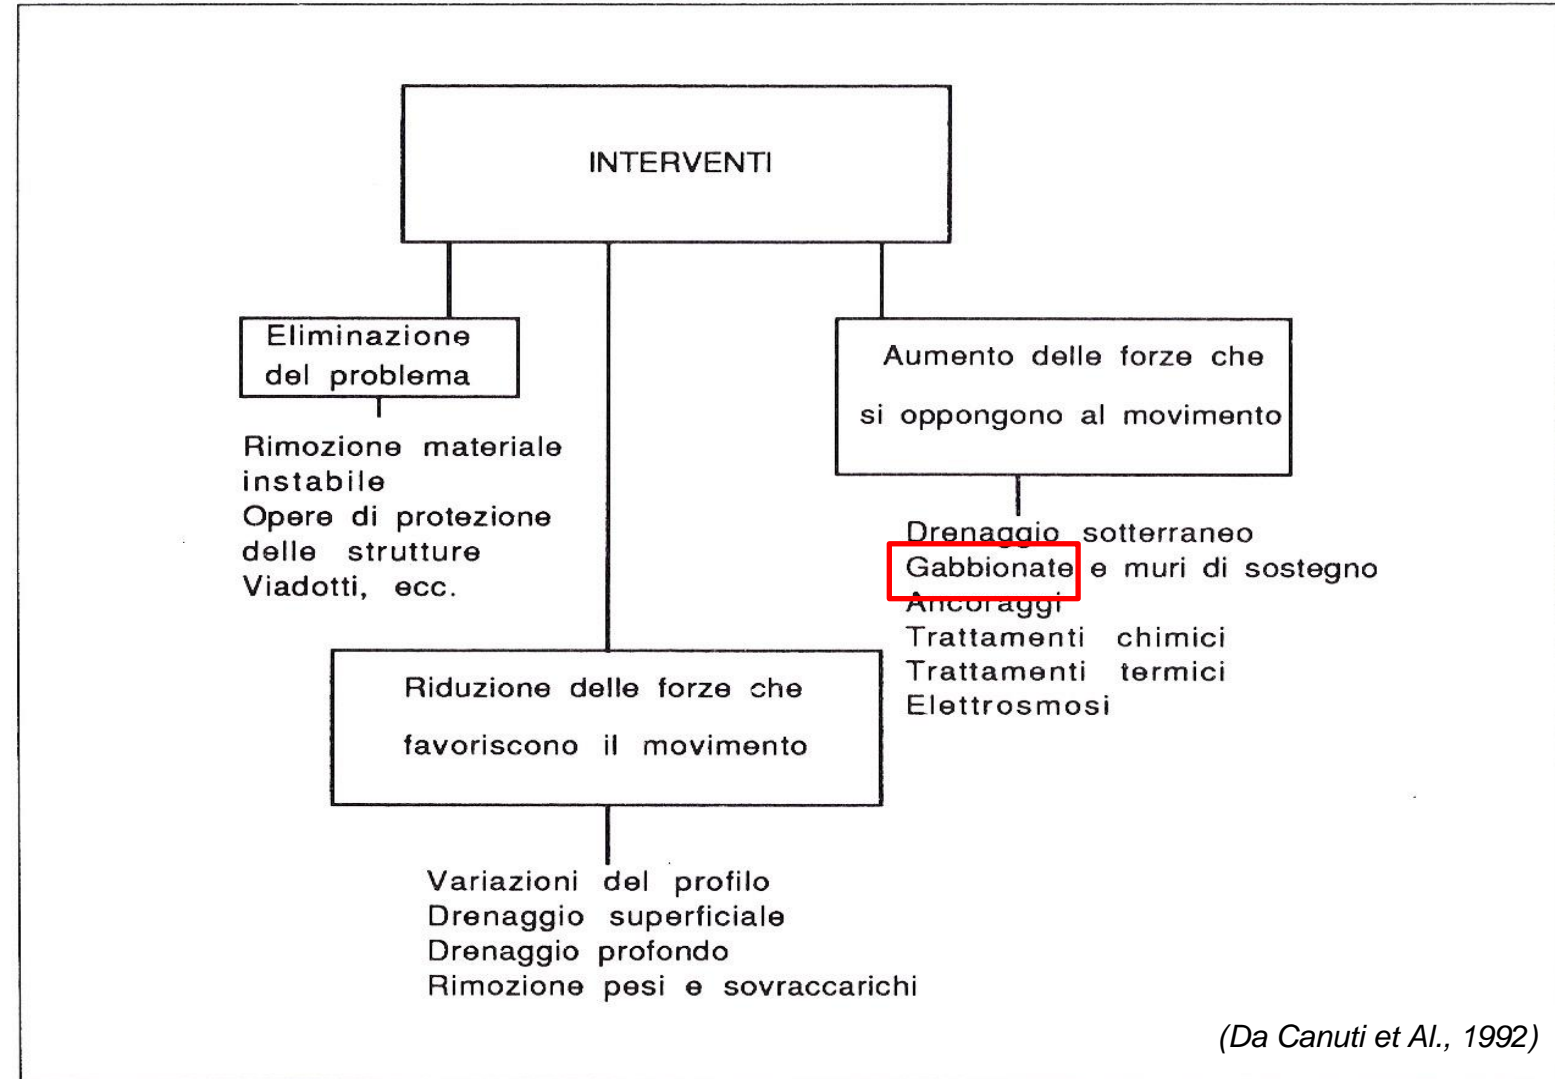 INTERVENTI
Eliminazione
del problema
Rimozione materiale
instabile
Opere di protezione
delle strutture
Viadotti, ecc.
Aumento delle forze che
si oppongono al movimento
Drenaggio sotterraneo
Gabbionate e muri di sostegno
Ancoraggi
Trattamenti chimici
Trattamenti termici
Elettrosmosi
Riduzione delle forze che
favoriscono il movimento
Variazioni del profilo
Drenaggio superficiale
Drenaggio profondo
Rimozione pesi e sovraccarichi
(Da Canuti et Al., 1992)